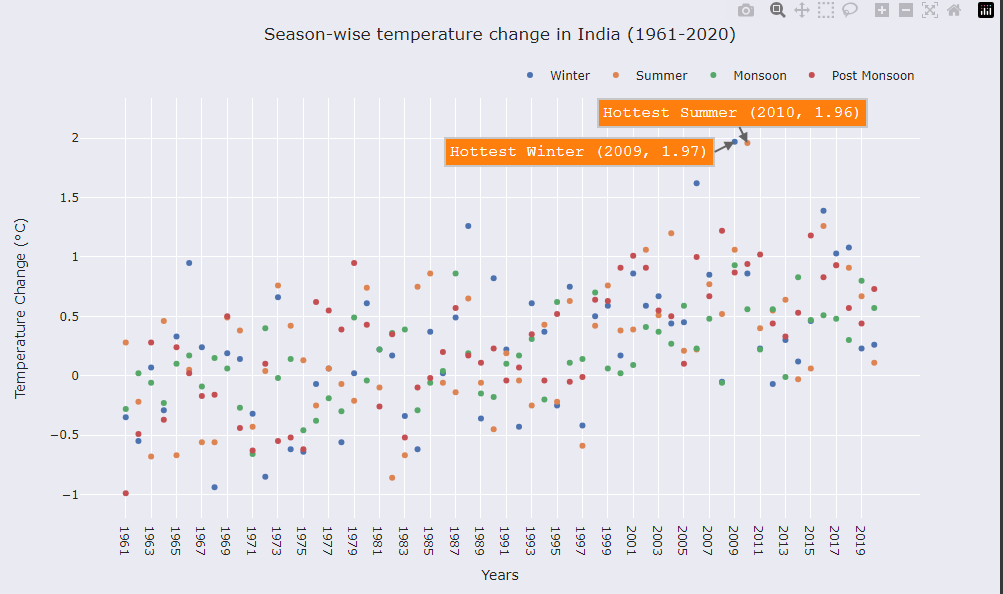 Season-wise temperature change in India (1961-2020)
Winter Summer Monsoon Post Monsoon
Hottest Summer (2010, 1.96)
Hottest Winter (2009, 1.97)
Temperature Change (°C)
2
1.5
1
0.5
0
−0.5
−1
1961 1963 1965 1967 1969 1971 1973 1975 1977 1979 1981 1983 1985 1987 1989 1991 1993 1995 1997 1999 2001 2003 2005 2007 2009 2011 2013 2015 2017 2019
Years